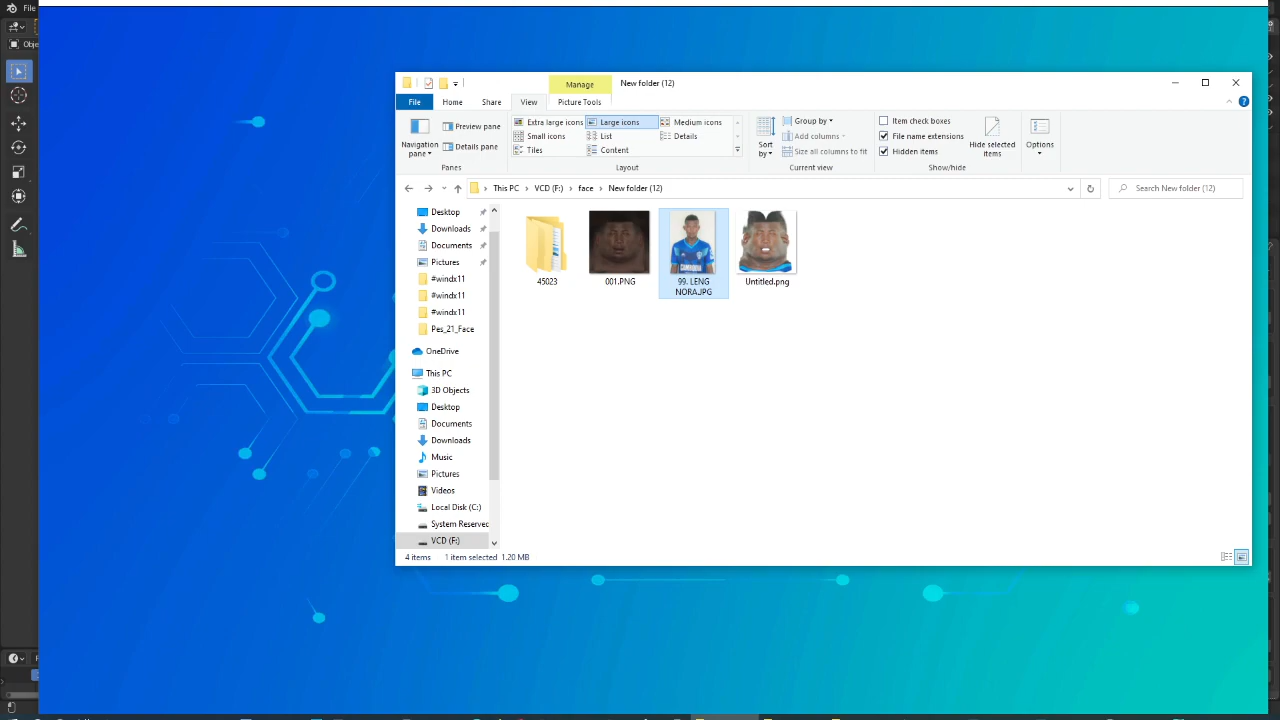 File
Obje
Manage
New folder (12)
File
Home
Share
View
Picture Tools
Navigation pane
Preview pane
Details pane
Panes
Extra large icons
Large icons
Medium icons
Small icons
List
Details
Tiles
Content
Layout
Sort by
Group by
Add columns
Size all columns to fit
Current view
Item check boxes
File name extensions
Hidden items
Hide selected items
Show/hide
Options
This PC
VCD (F:)
face
New folder (12)
Search New folder (12)
Desktop
Downloads
Documents
Pictures
#windx11
#windx11
#windx11
Pes_21_Face
OneDrive
This PC
3D Objects
Desktop
Documents
Downloads
Music
Pictures
Videos
Local Disk (C:)
System Reserved
VCD (F:)
45023
001.PNG
99. LENG
NORA.JPG
Untitled.png
4 items
1 item selected 1.20 MB